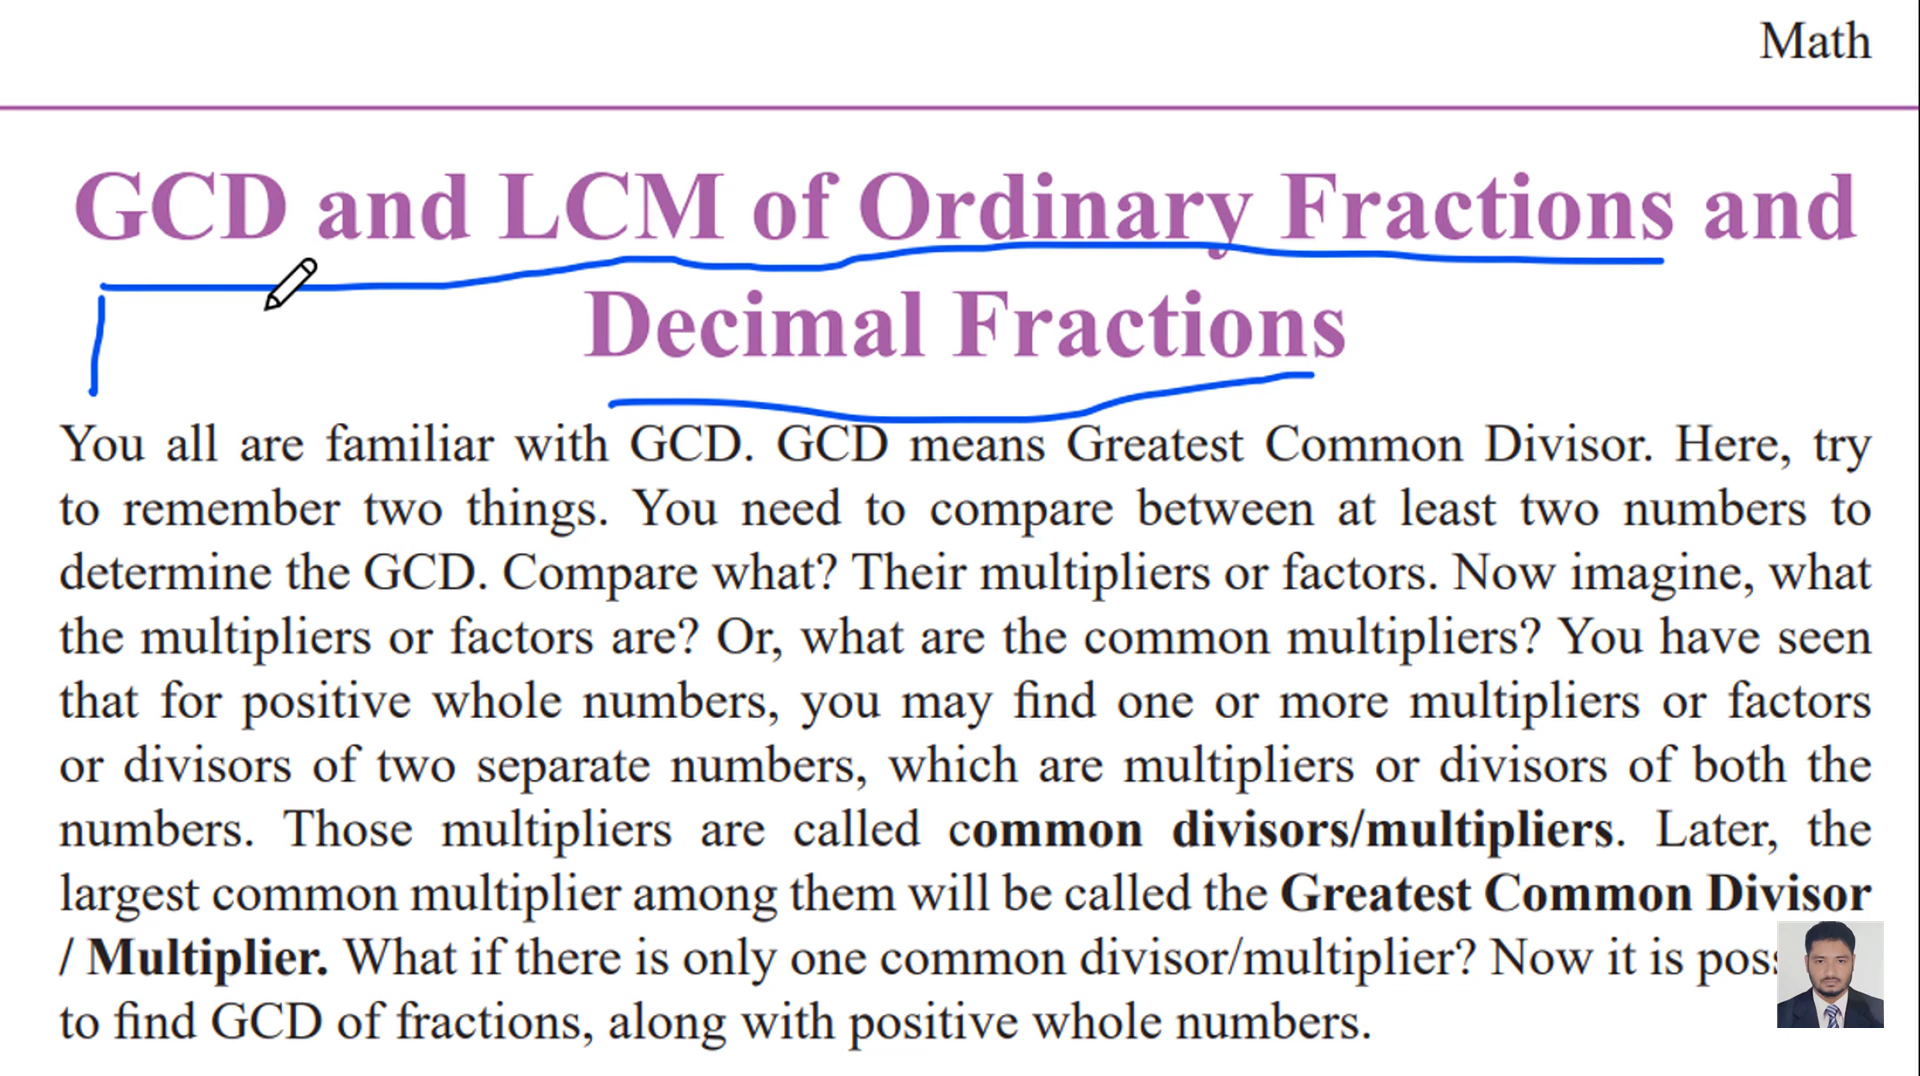 Math
GCD and LCM of Ordinary Fractions and
Decimal Fractions
You all are familiar with GCD. GCD means Greatest Common Divisor. Here, try
to remember two things. You need to compare between at least two numbers to
determine the GCD. Compare what? Their multipliers or factors. Now imagine, what
the multipliers or factors are? Or, what are the common multipliers? You have seen
that for positive whole numbers, you may find one or more multipliers or factors
or divisors of two separate numbers, which are multipliers or divisors of both the
numbers. Those multipliers are called common divisors/multipliers. Later, the
largest common multiplier among them will be called the Greatest Common Divisor
/ Multiplier. What if there is only one common divisor/multiplier? Now it is
to find GCD of fractions, along with positive whole numbers.